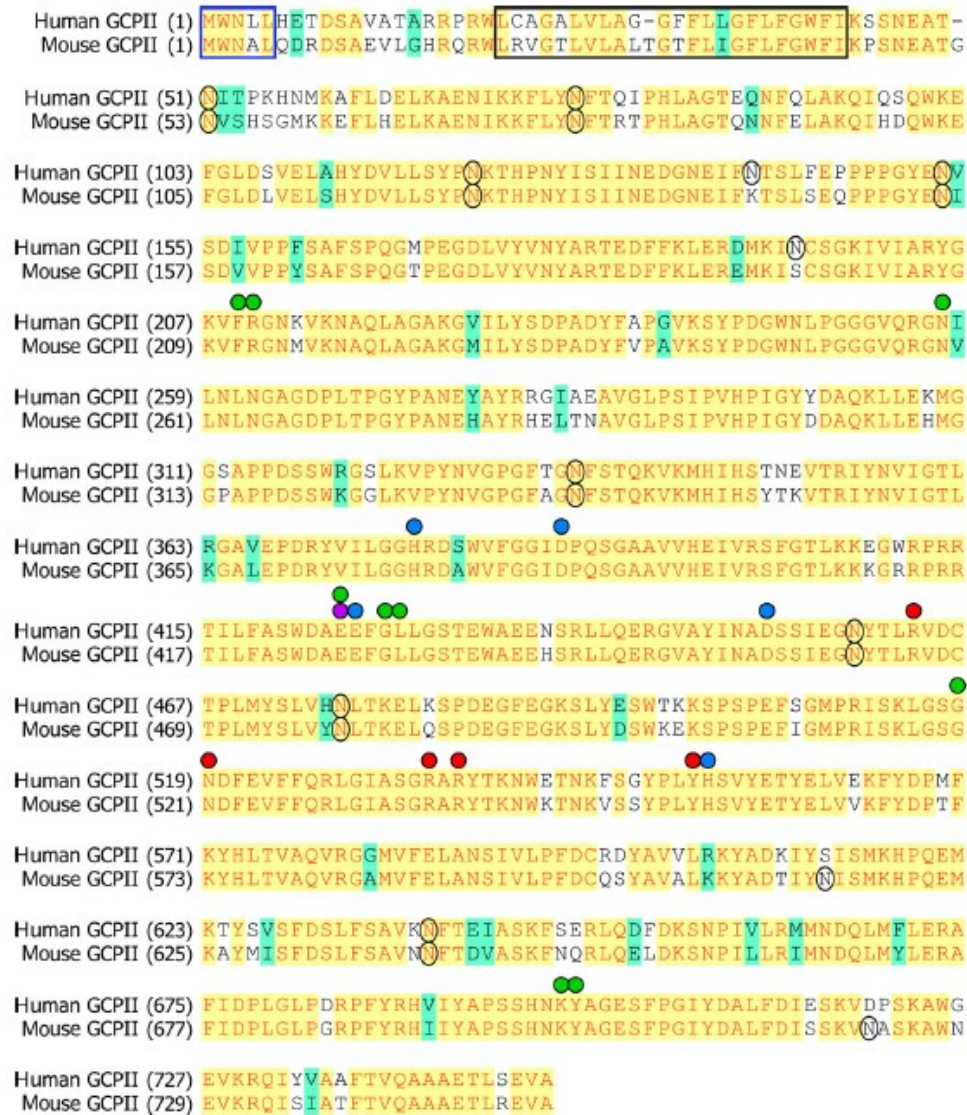 Human GCPII (1) MWNLLHETDSAVATARRPRWLCAGALVLAG-GFFLLGFLFGWFIKSSNEAT-
Mouse GCPII (1) MWNALQDRDSAEVLGHRQRWLRVGTLVLALTGTFLIGFLFGWFIKPSNEATG
Human GCPII (51) NITPKHNMKAFLDELKAENIKKFLYNFTQIPHLAGTEQNFQLAKQIQSQWKE
Mouse GCPII (53) NVSHSGMKKEFLHELKAENIKKFLYNFTRTPHLAGTQNNFELAKQIHDQWKE
Human GCPII (103) FGLDSVELAHYDVLLSYPNKTHPNYISIINEDGNEIFNTSLFEPPPPGYENV
Mouse GCPII (105) FGLDLVELSHYDVLLSYPNKTHPNYISIINEDGNEIFKTSLSEQPPPGYENI
Human GCPII (155) SDIVPPFSAFSPQGMPEGDLVYVNYARTEDFFKLERDMKINCSGKIVIARYG
Mouse GCPII (157) SDVVPPYSAFSPQGTPEGDLVYVNYARTEDFFKLEREMKISCSGKIVIARYG
Human GCPII (207) KVFRGNKVKNAQLAGAKGVILYSDPADYFAPGVKSYPDGWNLPGGGVQRGNI
Mouse GCPII (209) KVFRGNMVKNAQLAGAKGMILYSDPADYFVPAVKSYPDGWNLPGGGVQRGNV
Human GCPII (259) LNLNGAGDPLTPGYPANEYAYRRGIAEAVGLPSIPVHPIGYYDAQKLLEKMG
Mouse GCPII (261) LNLNGAGDPLTPGYPANEHAYRHELTNAVGLPSIPVHPIGYDDAQKLLEHMG
Human GCPII (311) GSAPPDSSWRGSLKVPYNVGPGFTGNFSTQKVKMHIHSTNEVTRIYNVIGTL
Mouse GCPII (313) GPAPPDSSWKGGLKVPYNVGPGFAGNFSTQKVKMHIHSYTKVTRIYNVIGTL
Human GCPII (363) RGAVEPDRYVILGGHRDSWVFGGIDPQSGAAVVHEIVRSFGTLKKEGWRPRR
Mouse GCPII (365) KGALEPDRYVILGGHRDAWVFGGIDPQSGAAVVHEIVRSFGTLKKKGRRPRR
Human GCPII (415) TILFASWDAEEFGLLGSTEWAEENSRLLQERGVAYINADSSIEGNYTLRVDC
Mouse GCPII (417) TILFASWDAEEFGLLGSTEWAEEHSRLLQERGVAYINADSSIEGNYTLRVDC
Human GCPII (467) TPLMYSLVHNLTKELKSPDEGFEGKSLYESWTKKSPSPEFSGMPRISKLGSG
Mouse GCPII (469) TPLMYSLVYNLTKELQSPDEGFEGKSLYDSWKEKSPSPEFIGMPRISKLGSG
Human GCPII (519) NDFEVFFQRLGIASGRARYTKNWETNKFSGYPLYHSVYETYELVEKFYDPMF
Mouse GCPII (521) NDFEVFFQRLGIASGRARYTKNWKTNKVSSYPLYHSVYETYELVVKFYDPTF
Human GCPII (571) KYHLTVAQVRGGMVFELANSIVLPFDCRDYAVVLRKYADKIYSISMKHPQEM
Mouse GCPII (573) KYHLTVAQVRGAMVFELANSIVLPFDCQSYAVALKKYADTIYNISMKHPQEM
Human GCPII (623) KTYSVSFDSLFSAVKNFTEIASKFSERLQDFDKSNPIVLRMMNDQLMFLERA
Mouse GCPII (625) KAYMISFDSLFSAVNNFTDVASKFNQRLQELDKSNPILLRIMNDQLMYLERA
Human GCPII (675) FIDPLGLPDRPFYRHVIYAPSSHNKYAGESFPGIYDALFDIESKVDPSKAWG
Mouse GCPII (677) FIDPLGLPGRPFYRHIIYAPSSHNKYAGESFPGIYDALFDISSKVNASKAWN
Human GCPII (727) EVKRQIYVAAFTVQAAAETLSEVA
Mouse GCPII (729) EVKRQISIATFTVQAAAETLREVA